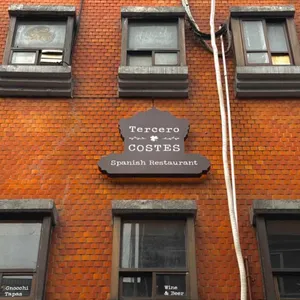 Tercero
COSTES
Spanish Restaurant
Gnocchi
Tapas
Wine
& Beer